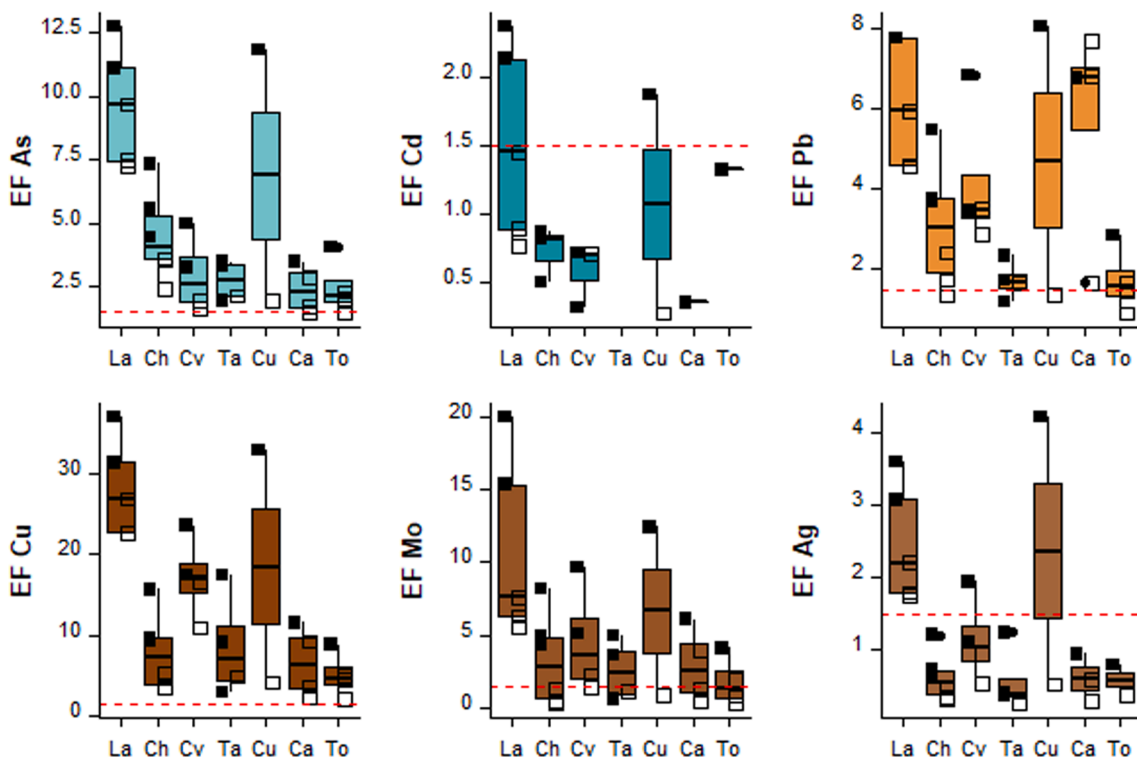 EF As
12.5
10.0
7.5
5.0
2.5
La Ch Cv Ta Cu Ca To
EF Cd
2.0
1.5
1.0
0.5
La Ch Cv Ta Cu Ca To
EF Pb
8
6
4
2
La Ch Cv Ta Cu Ca To
EF Cu
30
20
10
0
La Ch Cv Ta Cu Ca To
EF Mo
20
15
10
5
0
La Ch Cv Ta Cu Ca To
EF Ag
4
3
2
1
La Ch Cv Ta Cu Ca To